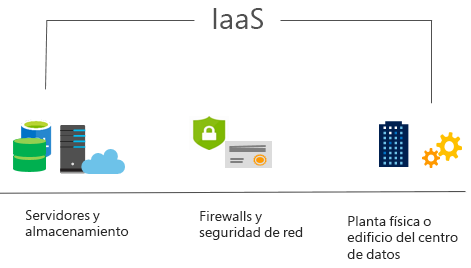 IaaS
Servidores y
almacenamiento
Firewalls y
seguridad de red
Planta física o
edificio del centro
de datos